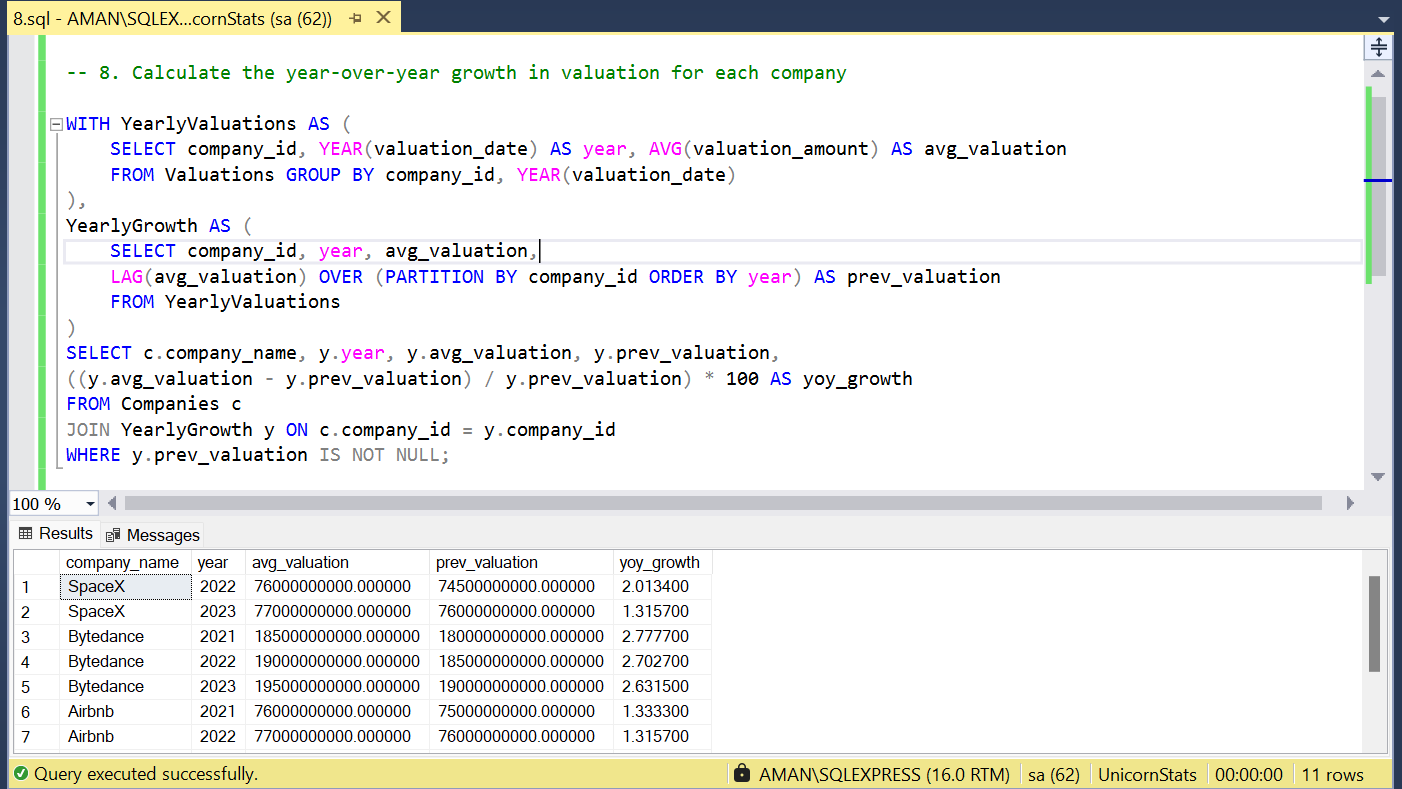 8.sql - AMAN\SQLEX...cornStats (sa (62))
-- 8. Calculate the year-over-year growth in valuation for each company
WITH YearlyValuations AS (
SELECT company_id, YEAR(valuation_date) AS year, AVG(valuation_amount) AS avg_valuation
FROM Valuations GROUP BY company_id, YEAR(valuation_date)
),
YearlyGrowth AS (
SELECT company_id, year, avg_valuation,
LAG(avg_valuation) OVER (PARTITION BY company_id ORDER BY year) AS prev_valuation
FROM YearlyValuations
)
SELECT c.company_name, y.year, y.avg_valuation, y.prev_valuation,
((y.avg_valuation - y.prev_valuation) / y.prev_valuation) * 100 AS yoy_growth
FROM Companies c
JOIN YearlyGrowth y ON c.company_id = y.company_id
WHERE y.prev_valuation IS NOT NULL;
100 %
Results Messages
company_name year avg_valuation prev_valuation yoy_growth
1 SpaceX 2022 76000000000.000000 74500000000.000000 2.013400
2 SpaceX 2023 77000000000.000000 76000000000.000000 1.315700
3 Bytedance 2021 185000000000.000000 180000000000.000000 2.777700
4 Bytedance 2022 190000000000.000000 185000000000.000000 2.702700
5 Bytedance 2023 195000000000.000000 190000000000.000000 2.631500
6 Airbnb 2021 76000000000.000000 75000000000.000000 1.333300
7 Airbnb 2022 77000000000.000000 76000000000.000000 1.315700
Query executed successfully. AMAN\SQLEXPRESS (16.0 RTM) sa (62) UnicornStats 00:00:00 11 rows